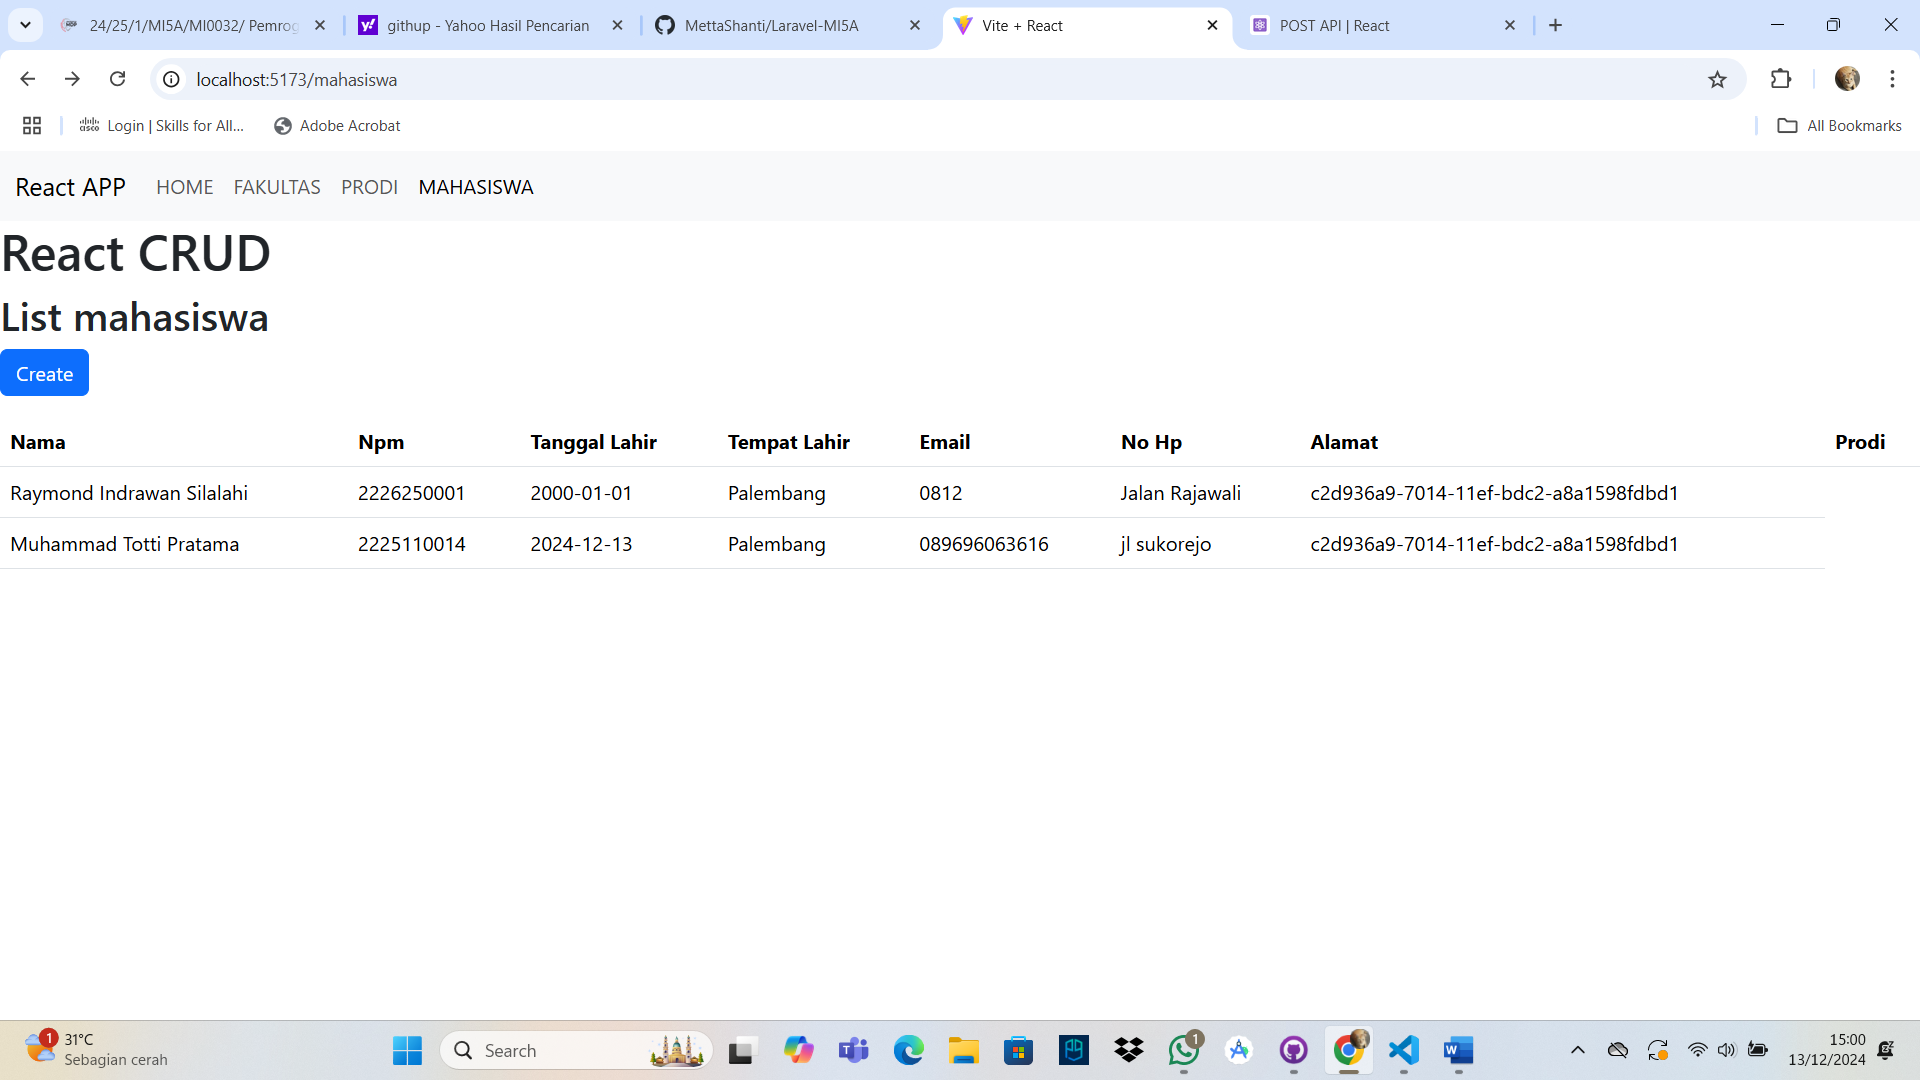 24/25/1/MI5A/MI0032/ Pemrog
githup - Yahoo Hasil Pencarian
MettaShanti/Laravel-MI5A
Vite + React
POST API | React
localhost:5173/mahasiswa
Login | Skills for All...
Adobe Acrobat
All Bookmarks
React APP HOME FAKULTAS PRODI MAHASISWA
React CRUD
List mahasiswa
Create
Nama Npm Tanggal Lahir Tempat Lahir Email No Hp Alamat Prodi
Raymond Indrawan Silalahi 2226250001 2000-01-01 Palembang 0812 Jalan Rajawali c2d936a9-7014-11ef-bdc2-a8a1598fdbd1
Muhammad Totti Pratama 2225110014 2024-12-13 Palembang 089696063616 jl sukorejo c2d936a9-7014-11ef-bdc2-a8a1598fdbd1
1
31°C
Sebagian cerah
Search
1
15:00
13/12/2024